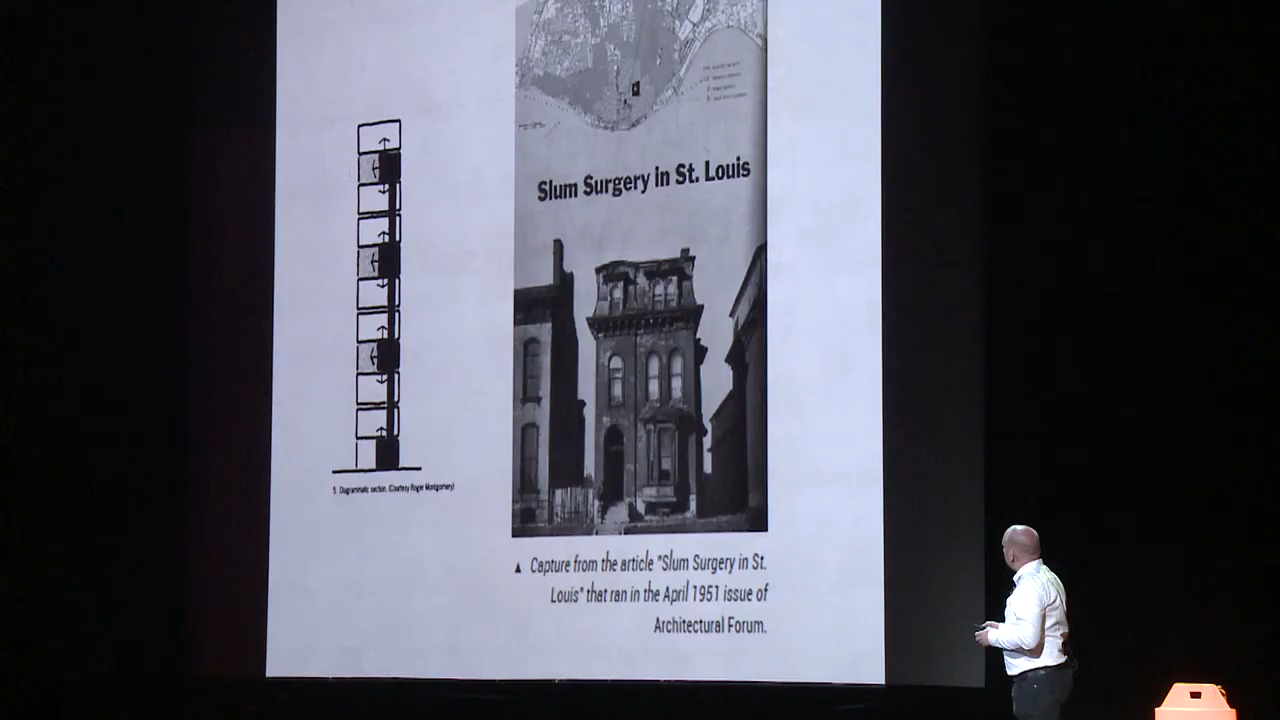 Slum Surgery in St. Louis
5. Diagrammatic section. (Courtesy Roger Montgomery)
▲ Capture from the article "Slum Surgery in St.
Louis" that ran in the April 1951 issue of
Architectural Forum.